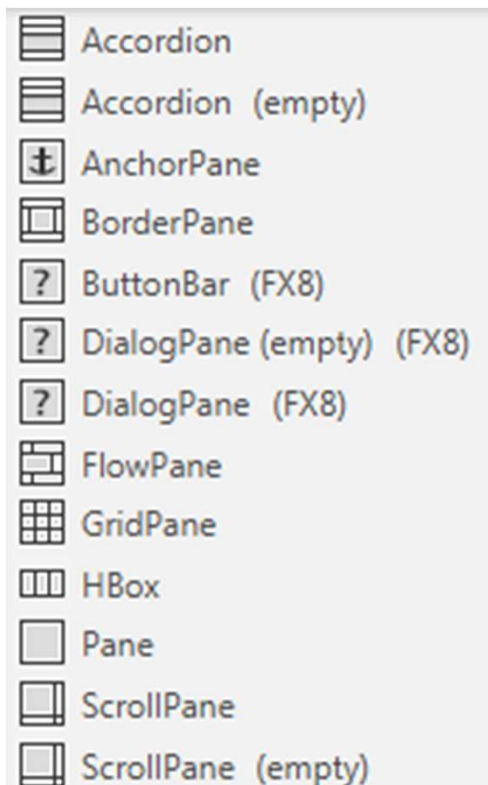 Accordion
Accordion (empty)
AnchorPane
BorderPane
? ButtonBar (FX8)
? DialogPane (empty) (FX8)
? DialogPane (FX8)
FlowPane
GridPane
HBox
Pane
ScrollPane
ScrollPane (empty)